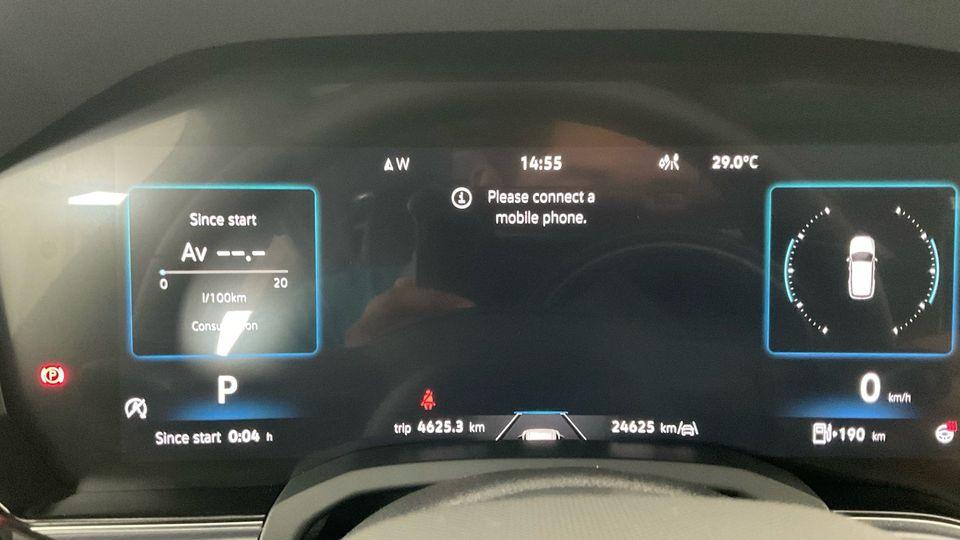 W
14:55
29.0°C
Please connect a
mobile phone.
Since start
Av --.-
0
20
l/100km
P
P
0 km/h
Since start 0:04 h
trip 4625.3 km
24625 km
190 km